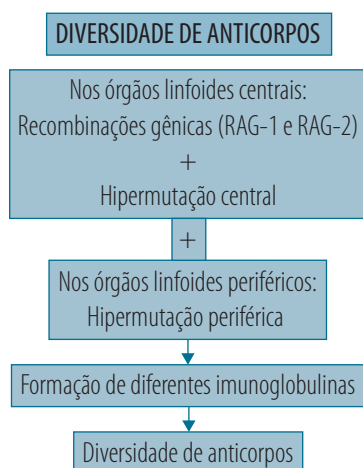 DIVERSIDADE DE ANTICORPOS
Nos órgãos linfoides centrais:
Recombinações gênicas (RAG-1 e RAG-2)
+
Hipermutação central
+
Nos órgãos linfoides periféricos:
Hipermutação periférica
Formação de diferentes imunoglobulinas
Diversidade de anticorpos